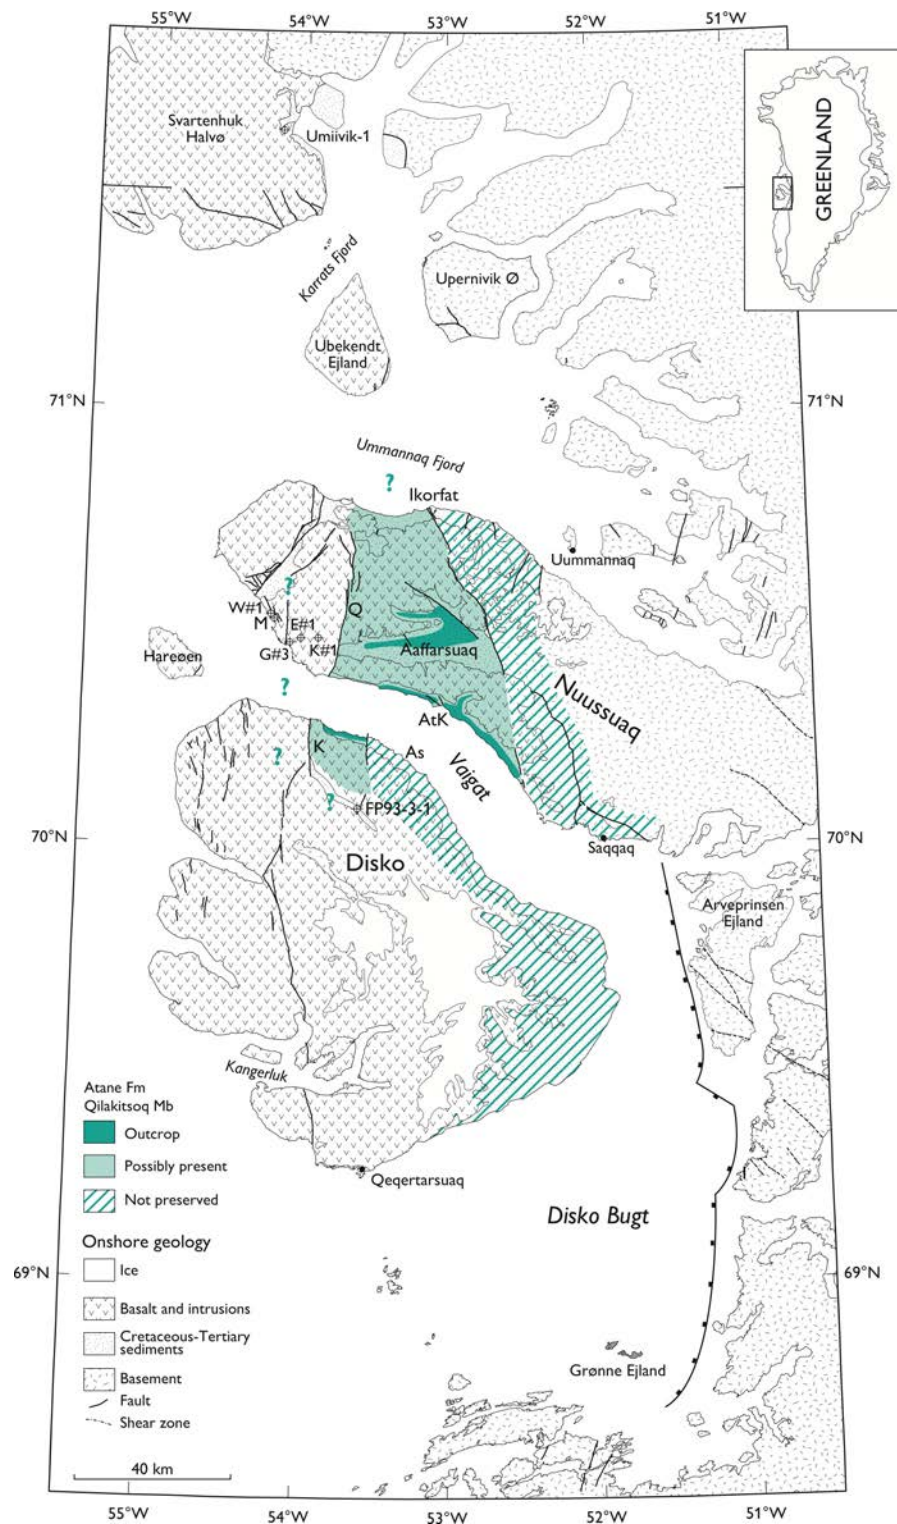 55°W
54°W
53°W
52°W
51°W
Svartenhuk
Halvø
Umiivik-1
GREENLAND
Karrats Fjord
Upernivik Ø
Ubekendt
Ejland
71°N
71°N
Ummannaq Fjord
?
Ikorfat
Uummannaq
?
W#1
M
E#1
Q
G#3
K#1
Aaffarsuaq
Hareøen
?
Nuussuaq
AtK
K
As
Vaigat
?
?
FP93-3-1
70°N
70°N
Saqqaq
Disko
Arveprinsen
Ejland
Kangerluk
Atane Fm
Qilakitsoq Mb
Outcrop
Possibly present
Not preserved
Qeqertarsuaq
Disko Bugt
Onshore geology
69°N
69°N
Ice
Basalt and intrusions
Cretaceous-Tertiary
sediments
Basement
Fault
Shear zone
Grønne Ejland
40 km
55°W
54°W
53°W
52°W
51°W